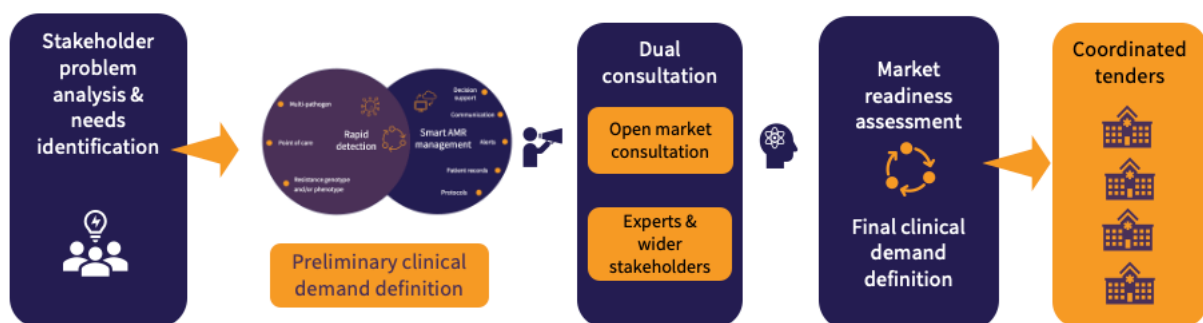 Stakeholder
problem
analysis &
needs
identification
Multi-pathogen
Point of care
Resistance genotype
and/or phenotype
Rapid
detection
Smart AMR
management
Decision
support
Communication
Alerts
Patient records
Protocols
Preliminary clinical
demand definition
Dual
consultation
Open market
consultation
Experts &
wider
stakeholders
Market
readiness
assessment
Final clinical
demand
definition
Coordinated
tenders